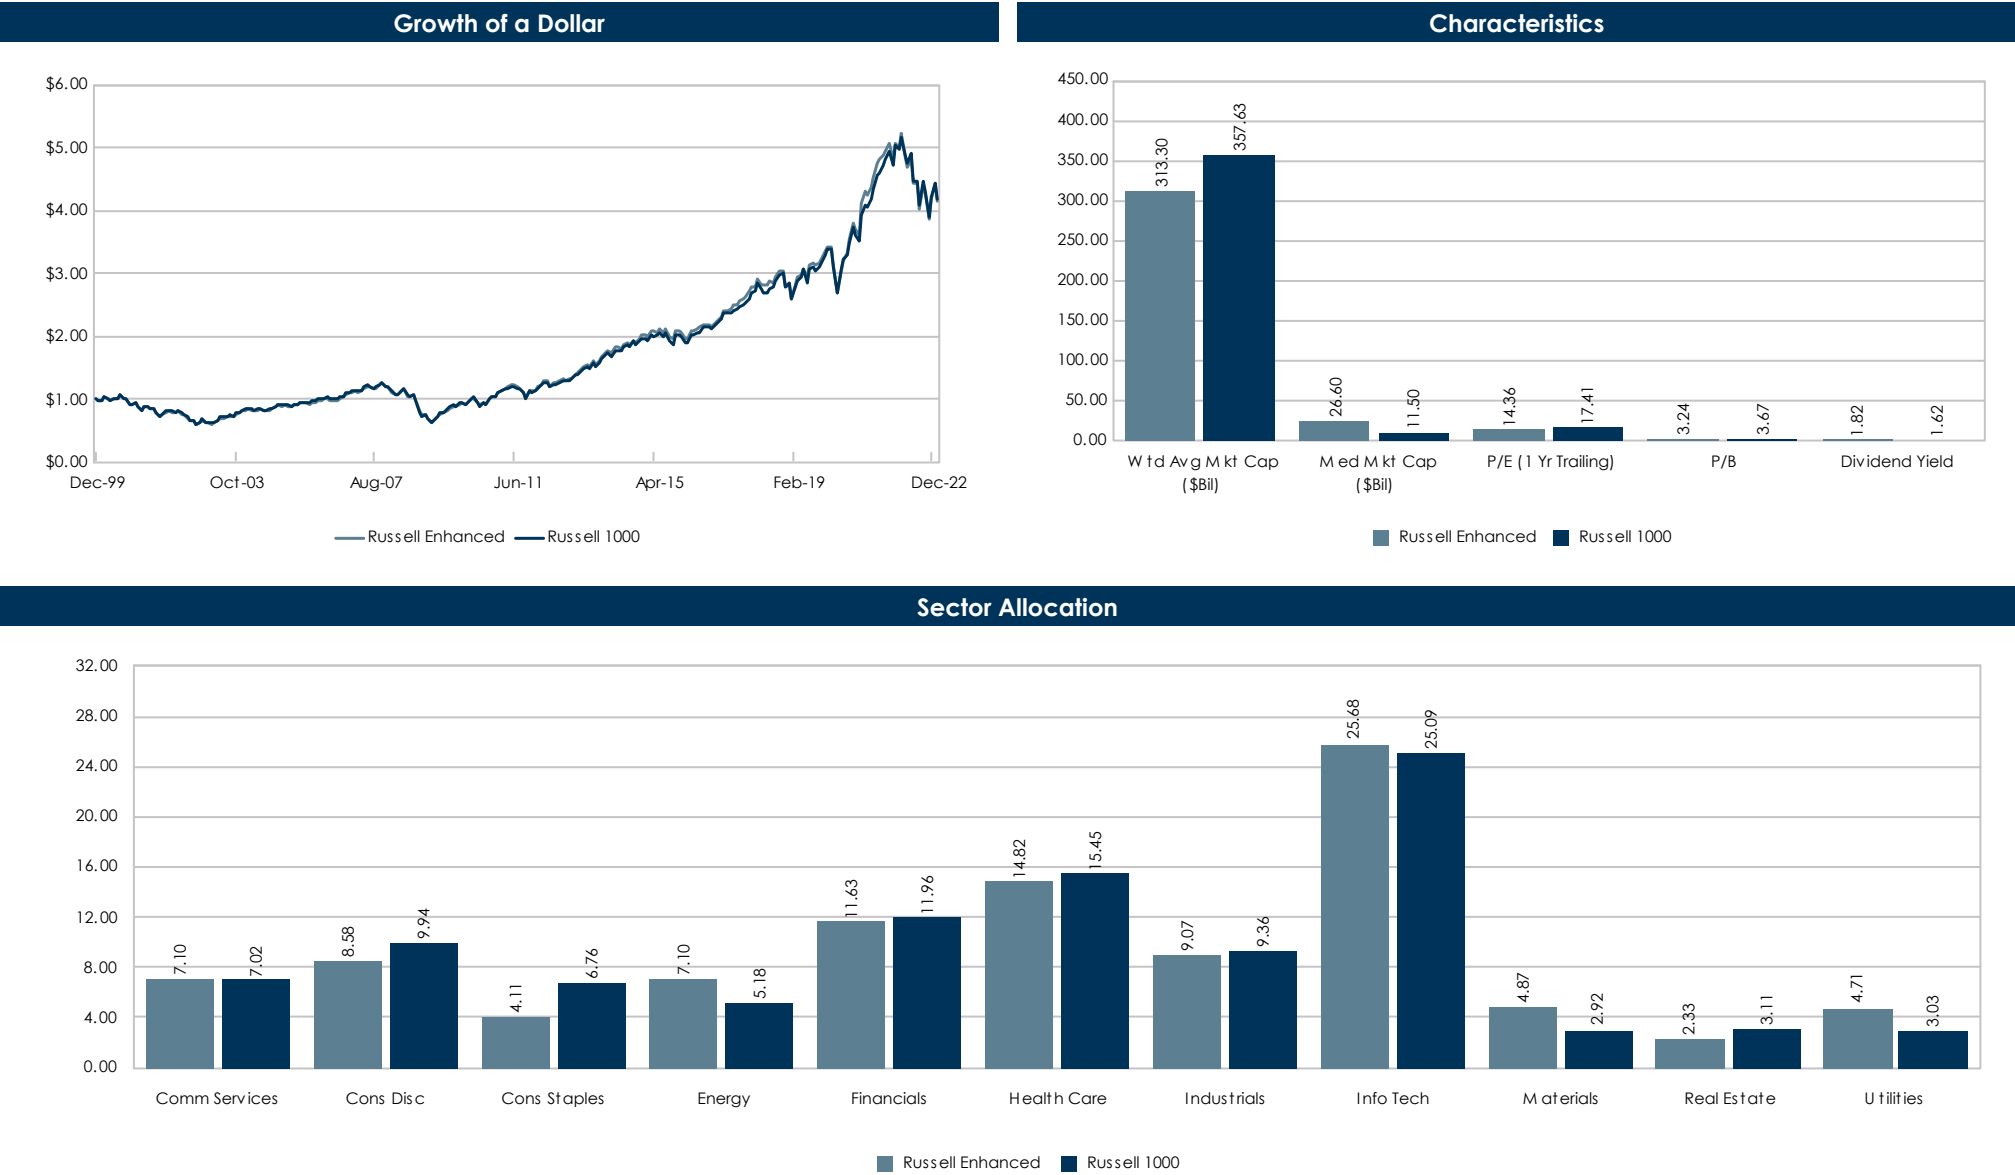 Growth of a Dollar
$6.00
$5.00
$4.00
$3.00
$2.00
$1.00
$0.00
Dec-99 Oct-03 Aug-07 Jun-11 Apr-15 Feb-19 Dec-22
Russell Enhanced Russell 1000
Characteristics
450.00
400.00
350.00
300.00
250.00
200.00
150.00
100.00
50.00
0.00
313.30 357.63 26.60 11.50 14.36 17.41 3.24 3.67 1.82 1.62
Wtd Avg Mkt Cap Med Mkt Cap P/E (1 Yr Trailing) P/B Dividend Yield
($Bil) ($Bil)
Russell Enhanced Russell 1000
Sector Allocation
32.00
28.00
24.00
20.00
16.00
12.00
8.00
4.00
0.00
7.10 7.02 8.58 9.94 4.11 6.76 7.10 5.18 11.63 11.96 14.82 15.45 9.07 9.36 25.68 25.09 4.87 2.92 2.33 3.11 4.71 3.03
Comm Services Cons Disc Cons Staples Energy Financials Health Care Industrials Info Tech Materials Real Estate Utilities
Russell Enhanced Russell 1000